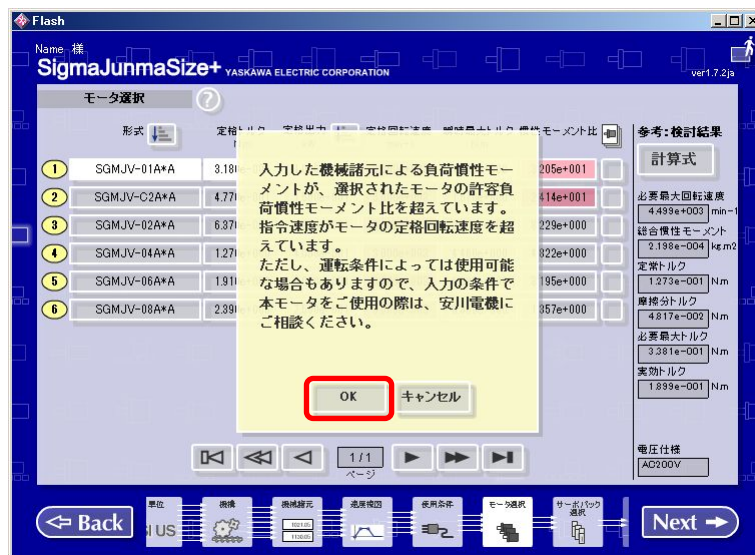 Flash
Name 様
SigmaJunmaSize+ YASKAWA ELECTRIC CORPORATION
ver1.7.2ja
モータ選択
?
形式
慣性モーメント比
1 SGMJV-01A*A 3.18 205e+001
2 SGMJV-C2A*A 4.77 414e+001
3 SGMJV-02A*A 6.37 229e+000
4 SGMJV-04A*A 1.27 822e+000
5 SGMJV-06A*A 1.91 195e+000
6 SGMJV-08A*A 2.39 357e+000
入力した機械諸元による負荷慣性モー
メントが、選択されたモータの許容負
荷慣性モーメント比を超えています。
指令速度がモータの定格回転速度を超
えています。
ただし、運転条件によっては使用可能
な場合もありますので、入力の条件で
本モータをご使用の際は、安川電機に
ご相談ください。
OK キャンセル
参考:検討結果
計算式
必要最大回転速度
4.499e+003 min-1
総合慣性モーメント
2.198e-004 kg.m2
定常トルク
1.273e-001 N.m
摩擦分トルク
4.817e-002 N.m
必要最大トルク
3.381e-001 N.m
実効トルク
1.899e-001 N.m
電圧仕様
AC200V
1/1
ページ
Back
単位
SI US
機構
機械諸元
速度線図
使用条件
モータ選択
サーボパック
選択
Next